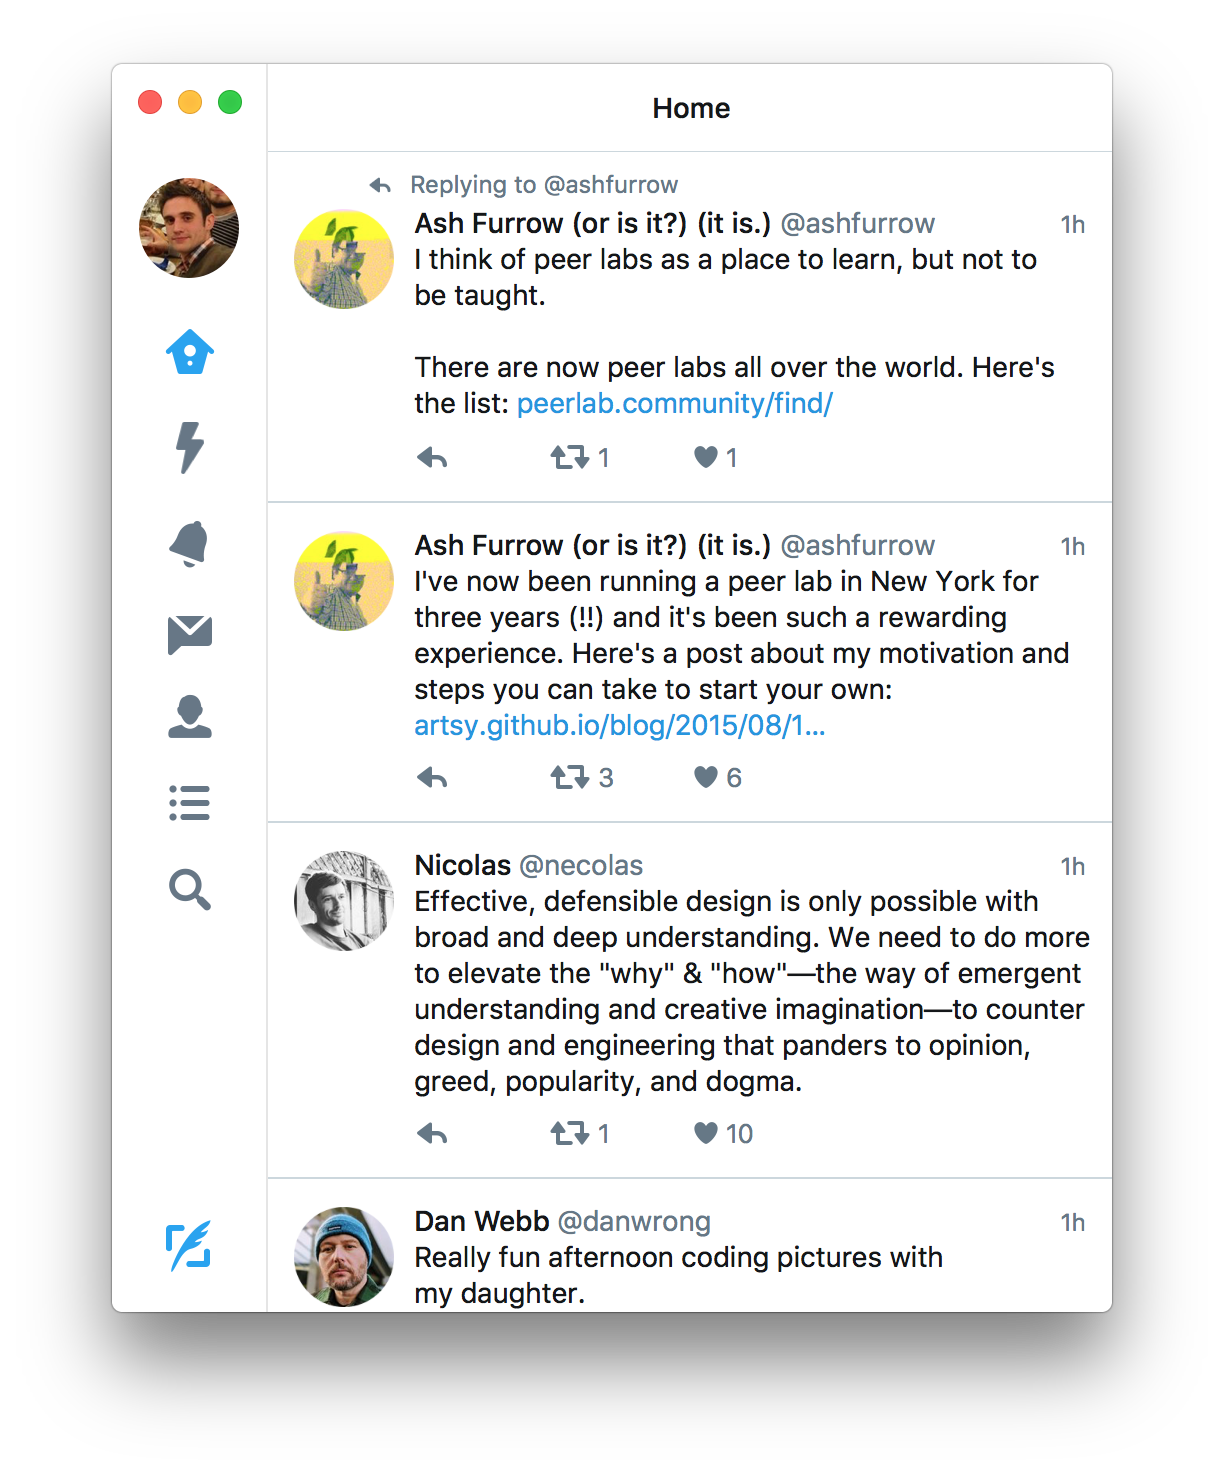 Home
Replying to @ashfurrow
Ash Furrow (or is it?) (it is.) @ashfurrow 1h
I think of peer labs as a place to learn, but not to
be taught.
There are now peer labs all over the world. Here's
the list: peerlab.community/find/
1 1
Ash Furrow (or is it?) (it is.) @ashfurrow 1h
I've now been running a peer lab in New York for
three years (!!) and it's been such a rewarding
experience. Here's a post about my motivation and
steps you can take to start your own:
artsy.github.io/blog/2015/08/1...
3 6
Nicolas @necolas 1h
Effective, defensible design is only possible with
broad and deep understanding. We need to do more
to elevate the "why" & "how"—the way of emergent
understanding and creative imagination—to counter
design and engineering that panders to opinion,
greed, popularity, and dogma.
1 10
Dan Webb @danwrong 1h
Really fun afternoon coding pictures with
my daughter.